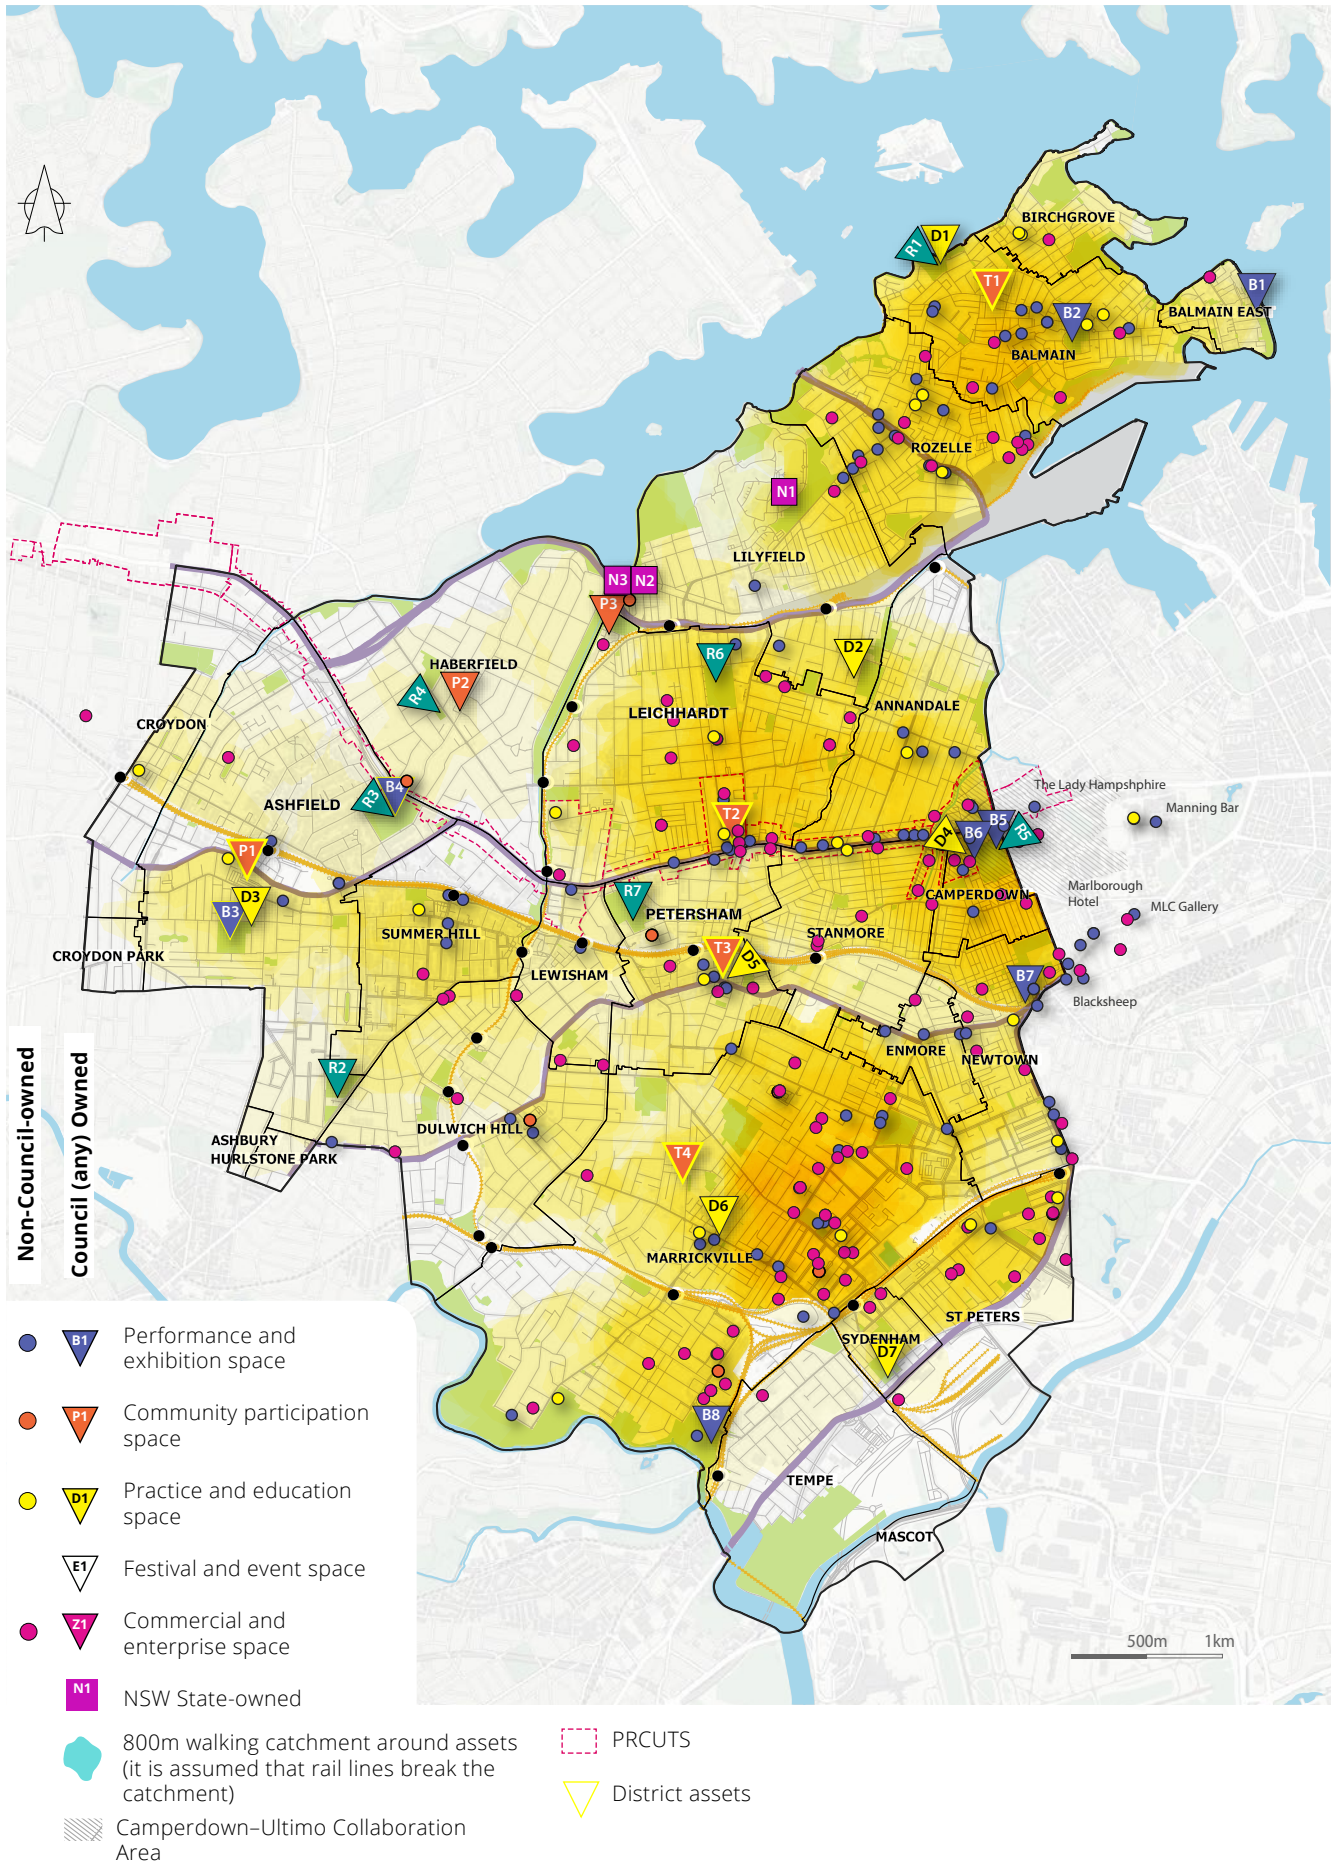 BIRCHGROVE
D1
R1
T1
B1
B2
BALMAIN EAST
BALMAIN
ROZELLE
N1
LILYFIELD
N3
N2
P3
R6
D2
HABERFIELD
P2
R4
LEICHHARDT
ANNANDALE
CROYDON
The Lady Hampshphire
Manning Bar
B4
R3
ASHFIELD
T2
B5
B6
D4
R5
P1
D3
B3
R7
CAMPERDOWN
Marlborough
Hotel
MLC Gallery
PETERSHAM
SUMMER HILL
STANMORE
CROYDON PARK
LEWISHAM
T3
D5
B7
Blacksheep
ENMORE
NEWTOWN
R2
DULWICH HILL
ASHBURY
HURLSTONE PARK
T4
D6
MARRICKVILLE
ST PETERS
SYDENHAM
D7
B8
TEMPE
MASCOT
500m
1km
Non-Council-owned
Council (any) Owned
B1
Performance and
exhibition space
P1
Community participation
space
D1
Practice and education
space
E1
Festival and event space
Z1
Commercial and
enterprise space
N1
NSW State-owned
800m walking catchment around assets
(it is assumed that rail lines break the
catchment)
Camperdown–Ultimo Collaboration
Area
PRCUTS
District assets